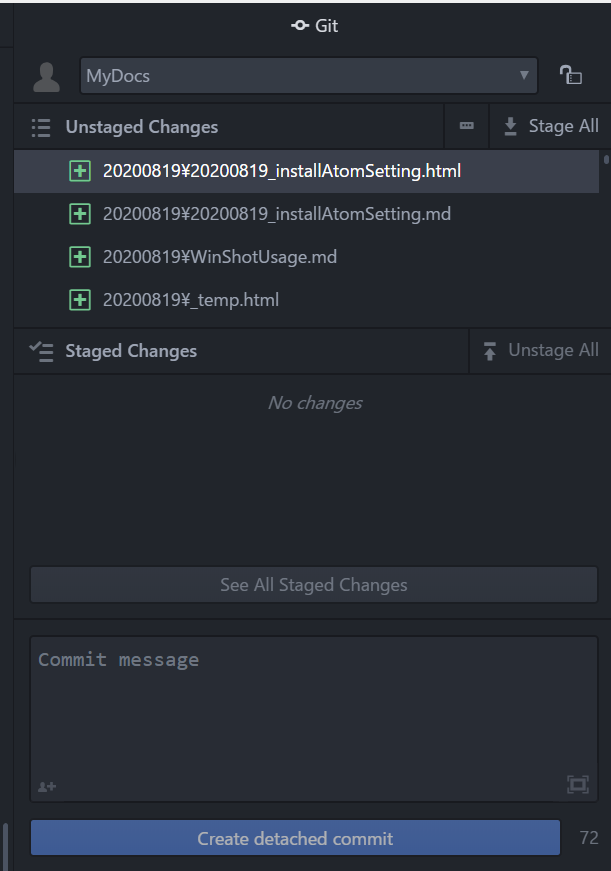 Git
MyDocs
Unstaged Changes
Stage All
20200819¥20200819_installAtomSetting.html
20200819¥20200819_installAtomSetting.md
20200819¥WinShotUsage.md
20200819¥_temp.html
Staged Changes
Unstage All
No changes
See All Staged Changes
Commit message
Create detached commit
72